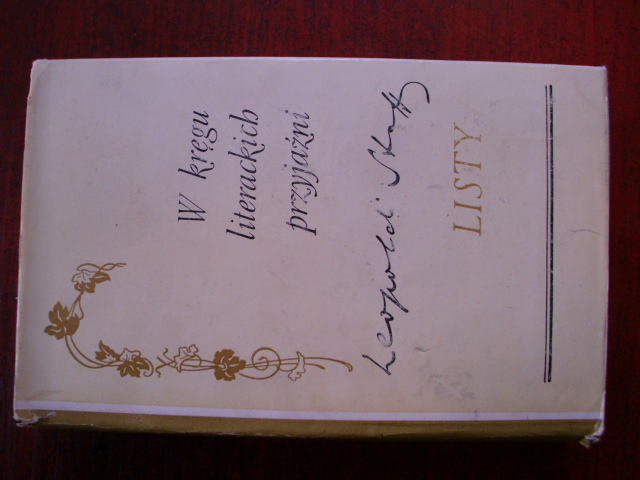 W kręgu
literackich
przyjaźni
Leopold Staff
LISTY